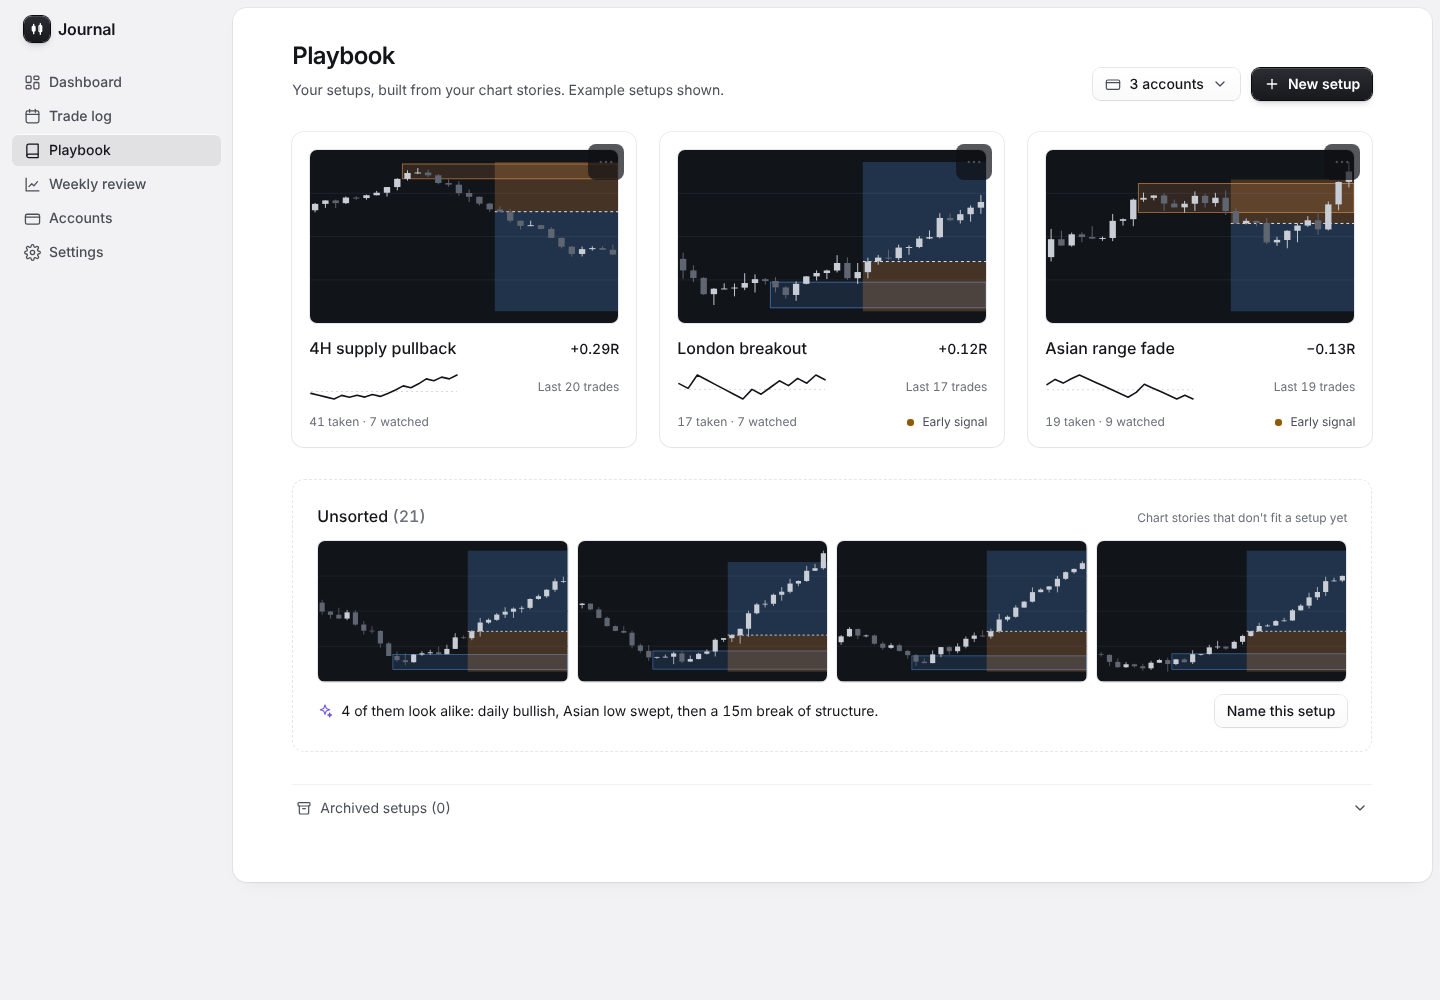 Journal
Dashboard
Trade log
Playbook
Weekly review
Accounts
Settings
Playbook
Your setups, built from your chart stories. Example setups shown.
3 accounts
New setup
4H supply pullback +0.29R
Last 20 trades
41 taken · 7 watched
London breakout +0.12R
Last 17 trades
17 taken · 7 watched Early signal
Asian range fade −0.13R
Last 19 trades
19 taken · 9 watched Early signal
Unsorted (21)
Chart stories that don't fit a setup yet
4 of them look alike: daily bullish, Asian low swept, then a 15m break of structure.
Name this setup
Archived setups (0)